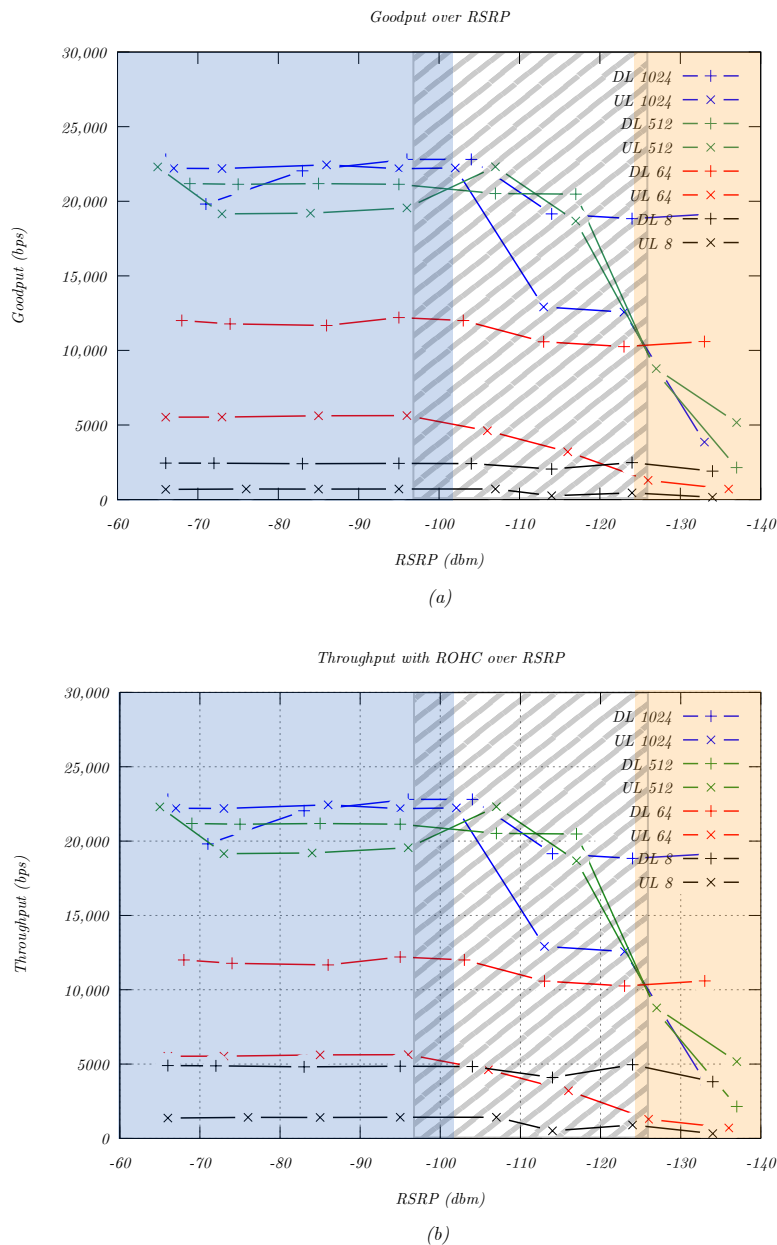 Goodput over RSRP
30,000
25,000
20,000
15,000
10,000
5000
0
Goodput (bps)
DL 1024
UL 1024
DL 512
UL 512
DL 64
UL 64
DL 8
UL 8
-60 -70 -80 -90 -100 -110 -120 -130 -140
RSRP (dbm)
(a)
Throughput with ROHC over RSRP
30,000
25,000
20,000
15,000
10,000
5000
0
Throughput (bps)
DL 1024
UL 1024
DL 512
UL 512
DL 64
UL 64
DL 8
UL 8
-60 -70 -80 -90 -100 -110 -120 -130 -140
RSRP (dbm)
(b)